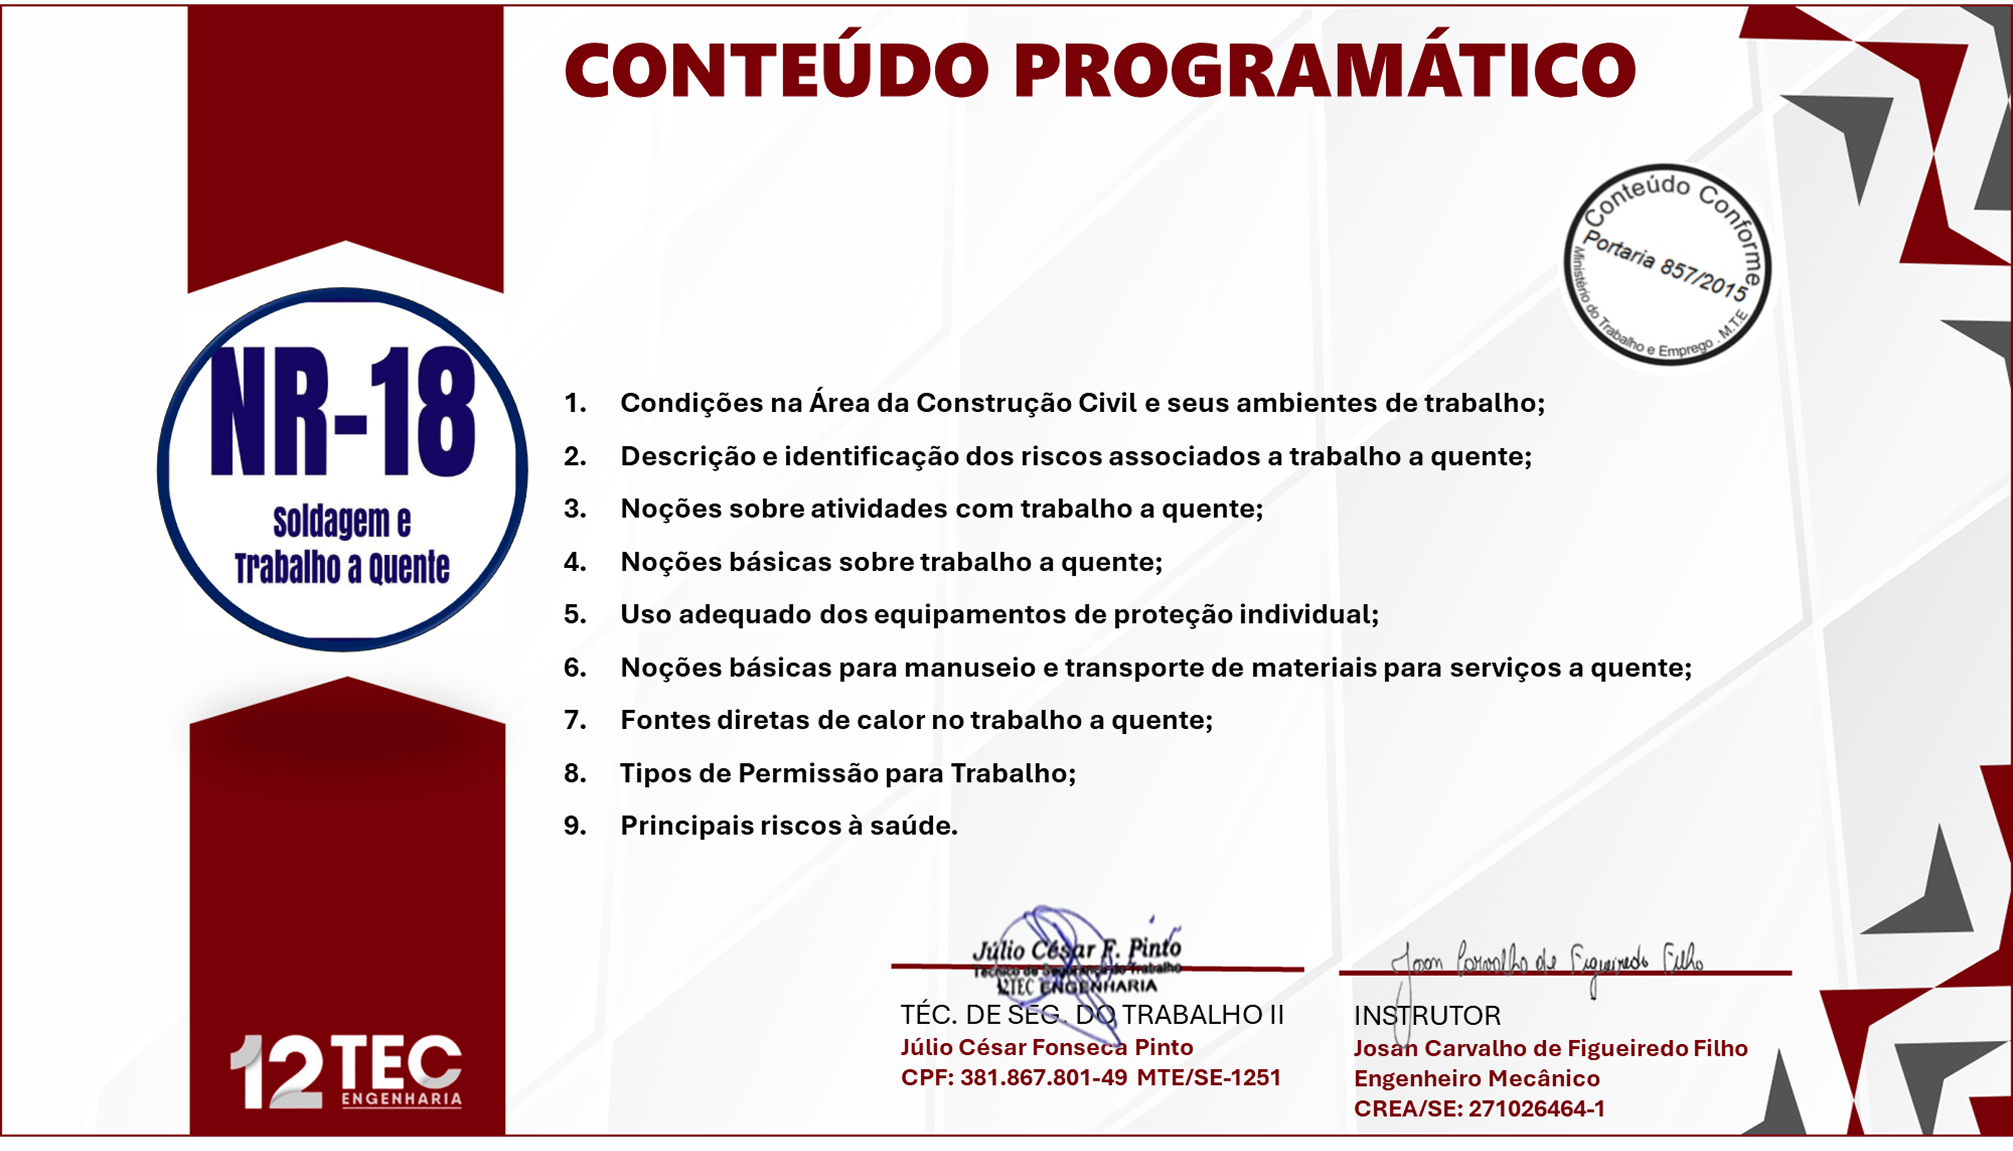 CONTEÚDO PROGRAMÁTICO
Conteúdo Conforme
Portaria 857/2015
Ministério do Trabalho e Emprego . M.T.E
NR-18
Soldagem e
Trabalho a Quente
1. Condições na Área da Construção Civil e seus ambientes de trabalho;
2. Descrição e identificação dos riscos associados a trabalho a quente;
3. Noções sobre atividades com trabalho a quente;
4. Noções básicas sobre trabalho a quente;
5. Uso adequado dos equipamentos de proteção individual;
6. Noções básicas para manuseio e transporte de materiais para serviços a quente;
7. Fontes diretas de calor no trabalho a quente;
8. Tipos de Permissão para Trabalho;
9. Principais riscos à saúde.
Júlio César F. Pinto
Técnico de Segurança do Trabalho
12TEC ENGENHARIA
TÉC. DE SEG. DO TRABALHO II
Júlio César Fonseca Pinto
CPF: 381.867.801-49 MTE/SE-1251
Josan Carvalho de Figueiredo Filho
INSTRUTOR
Josan Carvalho de Figueiredo Filho
Engenheiro Mecânico
CREA/SE: 271026464-1
12TEC
ENGENHARIA